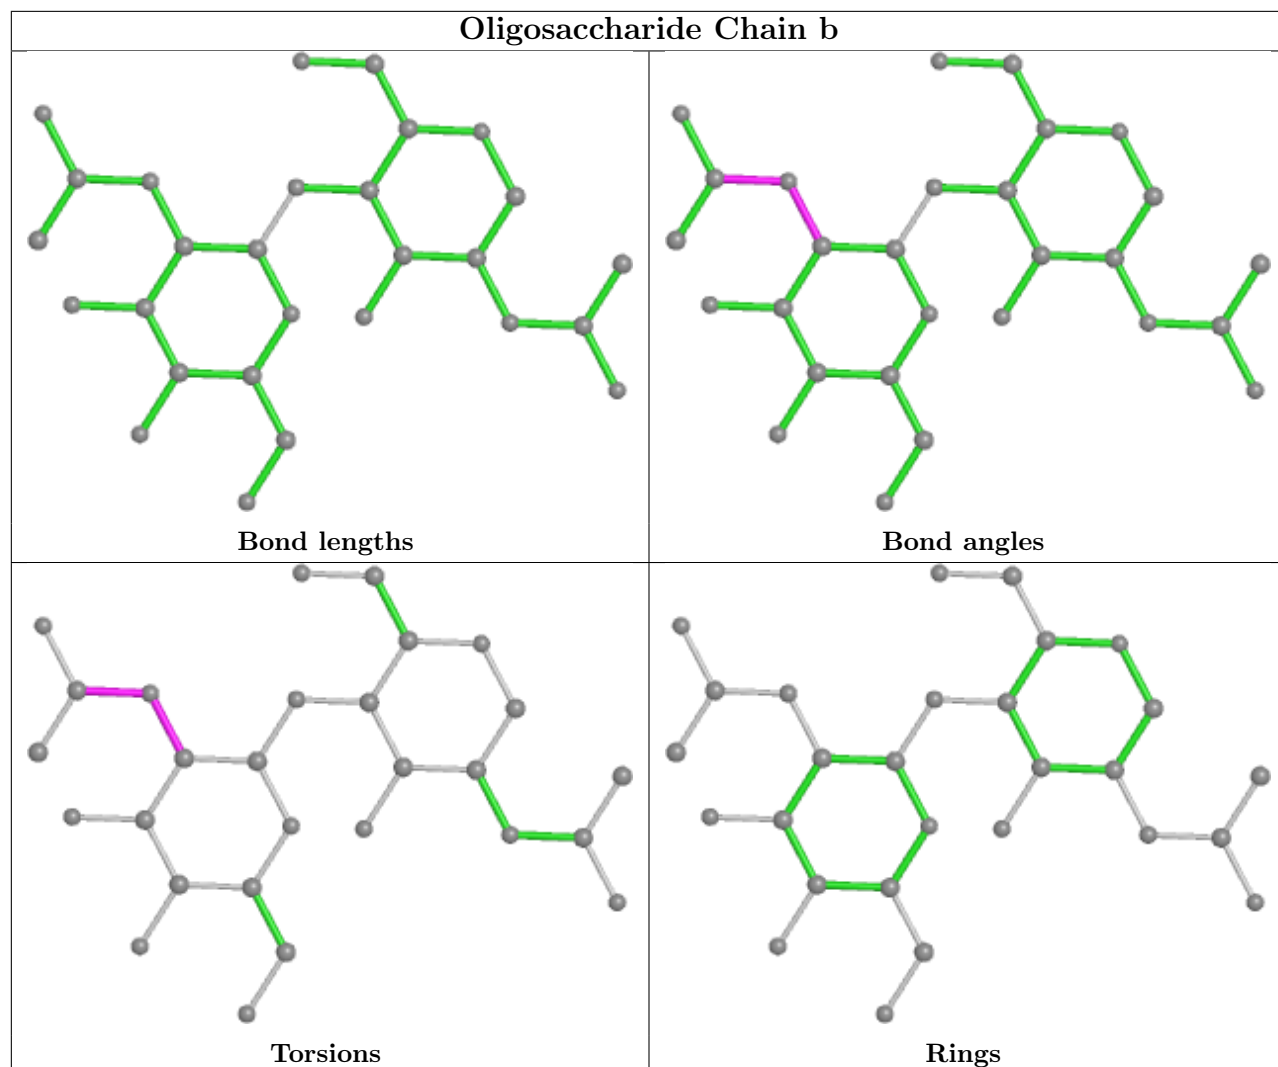 Oligosaccharide Chain b
Bond lengths
Bond angles
Torsions
Rings